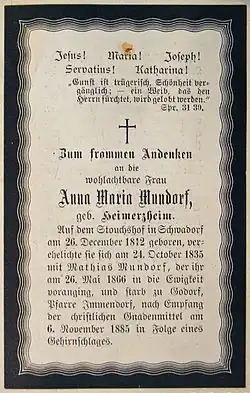 Jesus! Maria! Joseph!
Servatius! Katharina!
„Gunst ist trügerisch, Schönheit ver-
gänglich; — ein Weib, das den
Herrn fürchtet, wird gelobt werden."
Spr. 31 30.
Zum frommen Andenken
an die
wohlachtbare Frau
Anna Maria Mundorf,
geb. Heimerzheim.
Auf dem Stouchshof in Schwadorf
am 26. December 1812 geboren, ver-
ehelichte sie sich am 24. October 1835
mit Mathias Mundorf, der ihr
am 26. Mai 1866 in die Ewigkeit
voranging, und starb zu Godorf,
Pfarre Immendorf, nach Empfang
der christlichen Gnadenmittel am
6. November 1885 in Folge eines
Gehirnschlages.